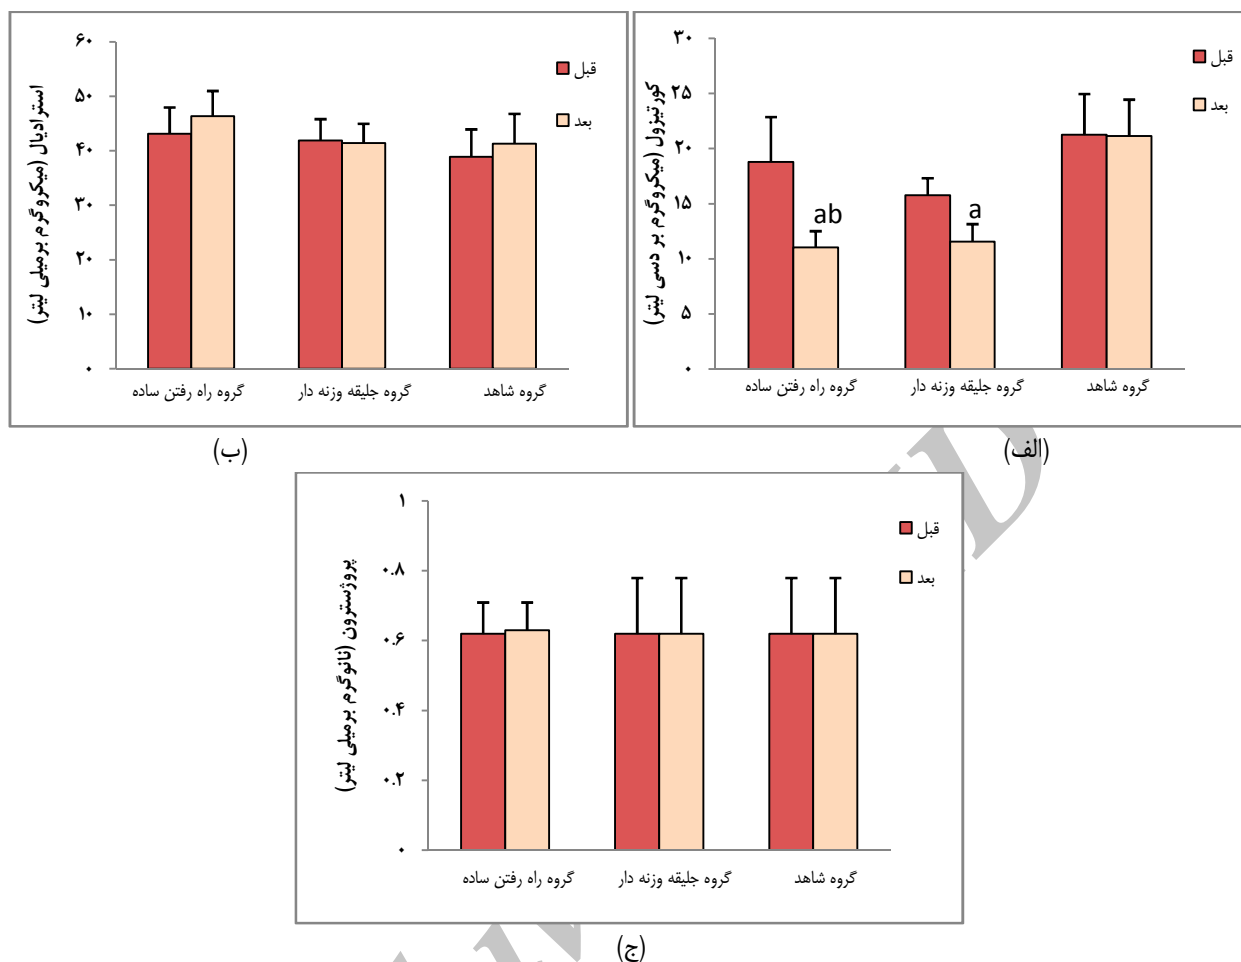 کورتیزول (میکروگرم بر دسی لیتر)
۳۰
۲۵
۲۰
۱۵
۱۰
۵
۰
قبل
بعد
ab
a
گروه راه رفتن ساده
گروه جلیقه وزنه دار
گروه شاهد
(الف)
استرادیال (میکروگرم برمیلی لیتر)
۶۰
۵۰
۴۰
۳۰
۲۰
۱۰
۰
قبل
بعد
گروه راه رفتن ساده
گروه جلیقه وزنه دار
گروه شاهد
(ب)
پروژسترون (نانوگرم برمیلی لیتر)
۱
۰.۸
۰.۶
۰.۴
۰.۲
۰
قبل
بعد
گروه راه رفتن ساده
گروه جلیقه وزنه دار
گروه شاهد
(ج)